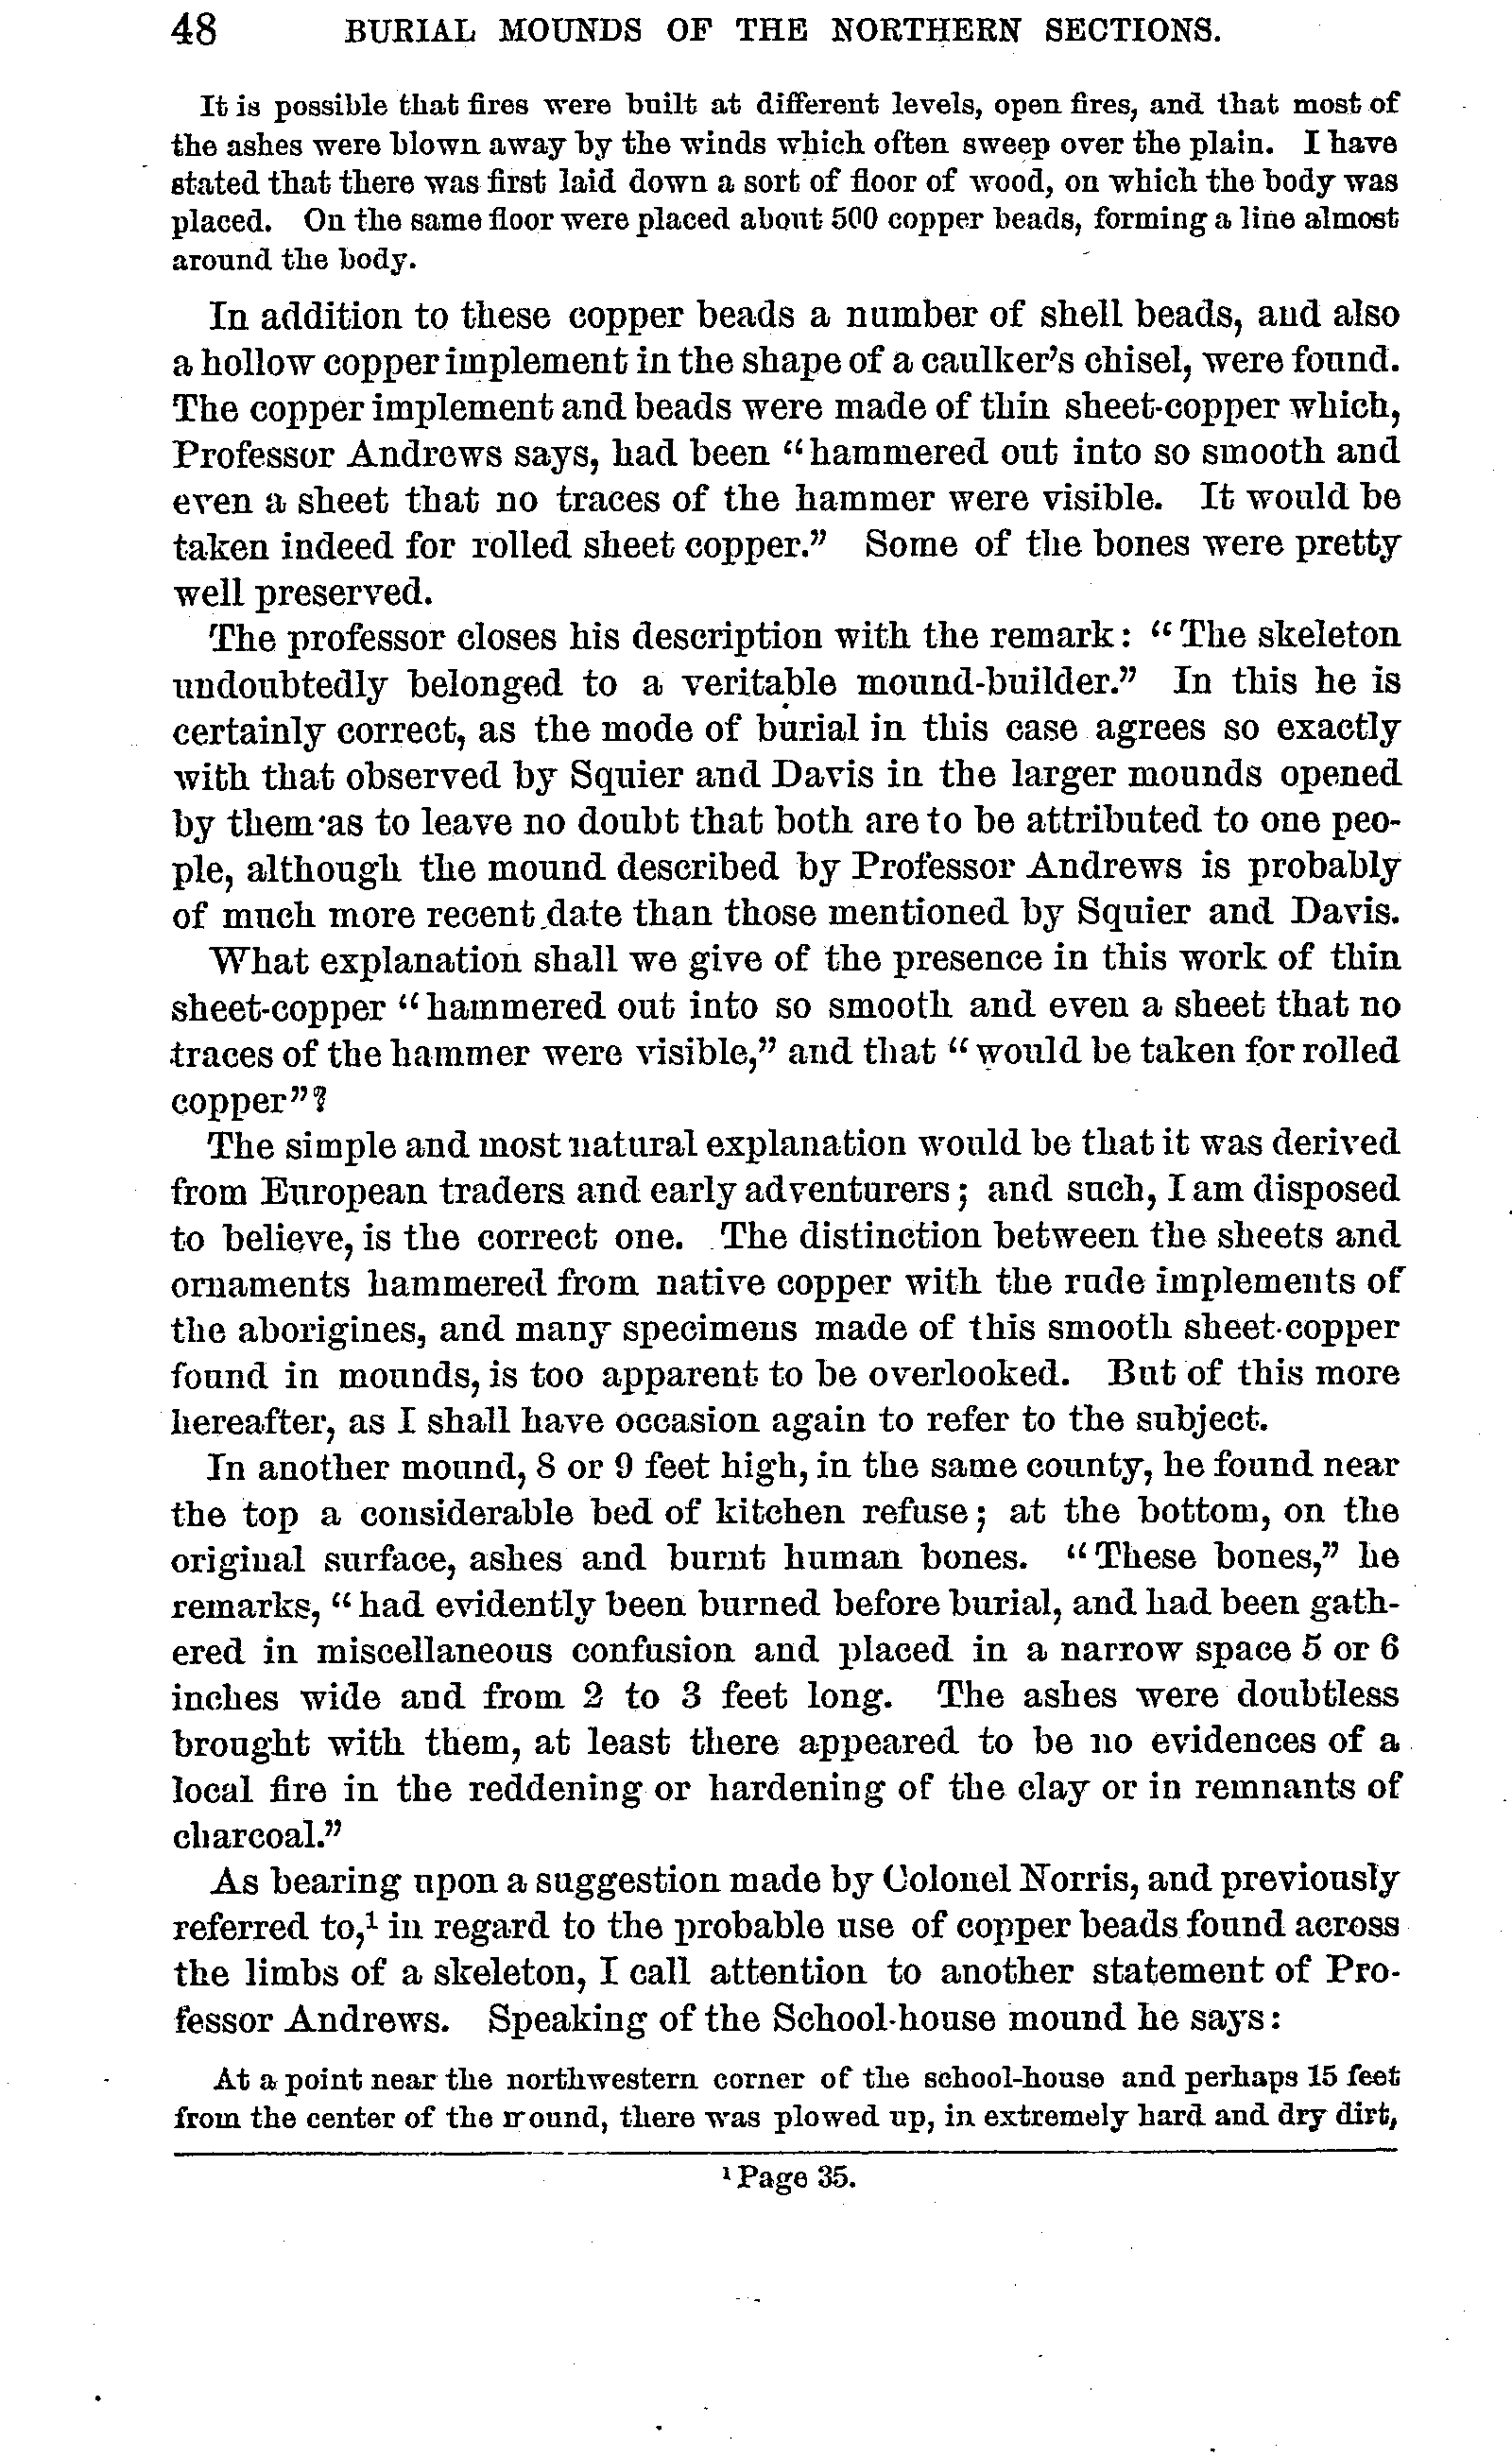 48 BURIAL MOUNDS OF THE NORTHERN SECTIONS.
It is possible that fires were built at different levels, open fires, and that most of
the ashes were blown away by the winds which often sweep over the plain. I have
stated that there was first laid down a sort of floor of wood, on which the body was
placed. On the same floor were placed about 500 copper beads, forming a line almost
around the body.
In addition to these copper beads a number of shell beads, and also
a hollow copper implement in the shape of a caulker's chisel, were found.
The copper implement and beads were made of thin sheet-copper which,
Professor Andrews says, had been "hammered out into so smooth and
even a sheet that no traces of the hammer were visible. It would be
taken indeed for rolled sheet copper." Some of the bones were pretty
well preserved.
The professor closes his description with the remark: "The skeleton
undoubtedly belonged to a veritable mound-builder." In this he is
certainly correct, as the mode of burial in this case agrees so exactly
with that observed by Squier and Davis in the larger mounds opened
by them as to leave no doubt that both are to be attributed to one peo-
ple, although the mound described by Professor Andrews is probably
of much more recent date than those mentioned by Squier and Davis.
What explanation shall we give of the presence in this work of thin
sheet-copper "hammered out into so smooth and even a sheet that no
traces of the hammer were visible," and that "would be taken for rolled
copper"?
The simple and most natural explanation would be that it was derived
from European traders and early adventurers; and such, I am disposed
to believe, is the correct one. The distinction between the sheets and
ornaments hammered from native copper with the rude implements of
the aborigines, and many specimens made of this smooth sheet-copper
found in mounds, is too apparent to be overlooked. But of this more
hereafter, as I shall have occasion again to refer to the subject.
In another mound, 8 or 9 feet high, in the same county, he found near
the top a considerable bed of kitchen refuse; at the bottom, on the
original surface, ashes and burnt human bones. "These bones," he
remarks, "had evidently been burned before burial, and had been gath-
ered in miscellaneous confusion and placed in a narrow space 5 or 6
inches wide and from 2 to 3 feet long. The ashes were doubtless
brought with them, at least there appeared to be no evidences of a
local fire in the reddening or hardening of the clay or in remnants of
charcoal."
As bearing upon a suggestion made by Colonel Norris, and previously
referred to,¹ in regard to the probable use of copper beads found across
the limbs of a skeleton, I call attention to another statement of Pro-
fessor Andrews. Speaking of the School-house mound he says:
At a point near the northwestern corner of the school-house and perhaps 15 feet
from the center of the mound, there was plowed up, in extremely hard and dry dirt,
¹ Page 35.